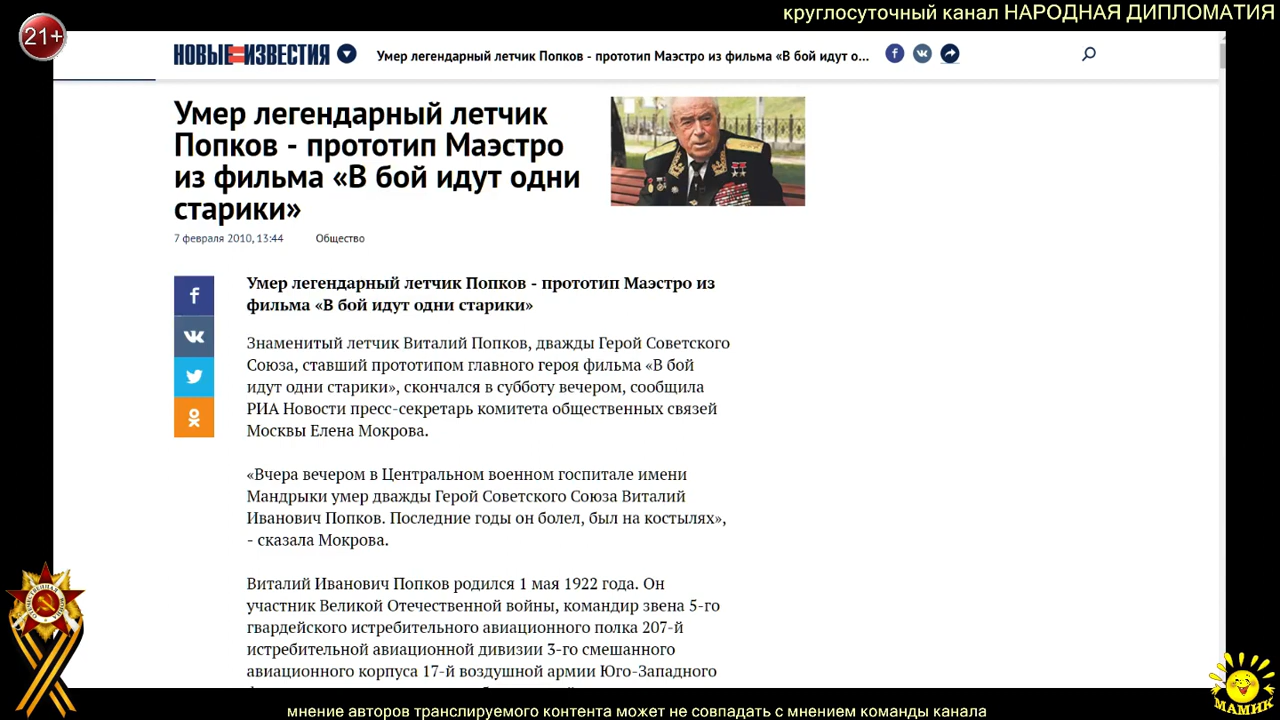 круглосуточный канал НАРОДНАЯ ДИПЛОМАТИЯ
21+
НОВЫЕ ИЗВЕСТИЯ
Умер легендарный летчик Попков - прототип Маэстро из фильма «В бой идут о...
Умер легендарный летчик
Попков - прототип Маэстро
из фильма «В бой идут одни
старики»
7 февраля 2010, 13:44 Общество
Умер легендарный летчик Попков - прототип Маэстро из
фильма «В бой идут одни старики»
Знаменитый летчик Виталий Попков, дважды Герой Советского
Союза, ставший прототипом главного героя фильма «В бой
идут одни старики», скончался в субботу вечером, сообщила
РИА Новости пресс-секретарь комитета общественных связей
Москвы Елена Мокрова.
«Вчера вечером в Центральном военном госпитале имени
Мандрыки умер дважды Герой Советского Союза Виталий
Иванович Попков. Последние годы он болел, был на костылях»,
- сказала Мокрова.
Виталий Иванович Попков родился 1 мая 1922 года. Он
участник Великой Отечественной войны, командир звена 5-го
гвардейского истребительного авиационного полка 207-й
истребительной авиационной дивизии 3-го смешанного
авиационного корпуса 17-й воздушной армии Юго-Западного
МАМИК
мнение авторов транслируемого контента может не совпадать с мнением команды канала